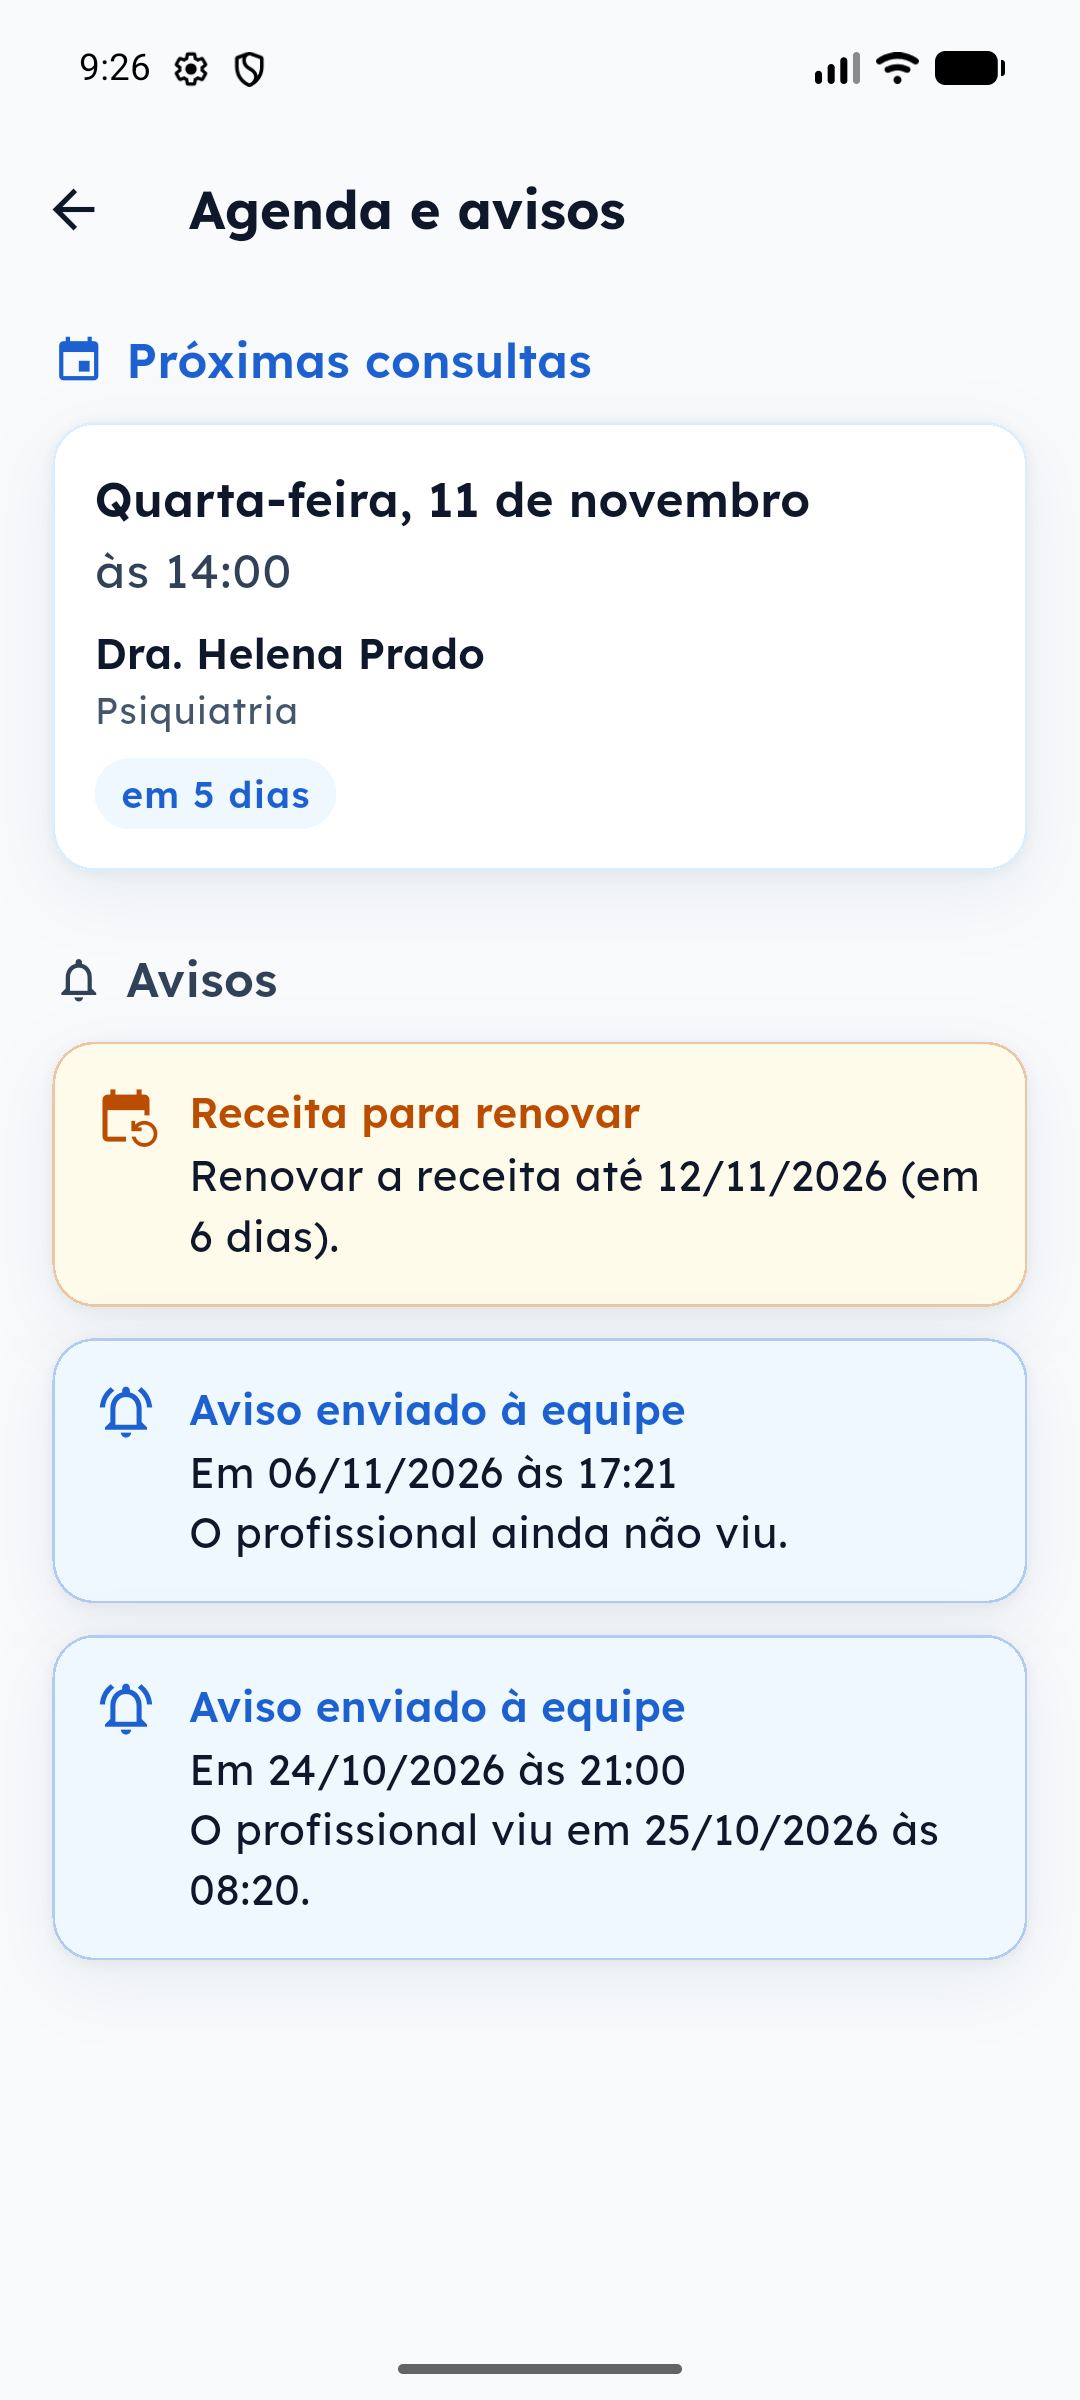 9:26
Agenda e avisos
Próximas consultas
Quarta-feira, 11 de novembro
às 14:00
Dra. Helena Prado
Psiquiatria
em 5 dias
Avisos
Receita para renovar
Renovar a receita até 12/11/2026 (em
6 dias).
Aviso enviado à equipe
Em 06/11/2026 às 17:21
O profissional ainda não viu.
Aviso enviado à equipe
Em 24/10/2026 às 21:00
O profissional viu em 25/10/2026 às
08:20.